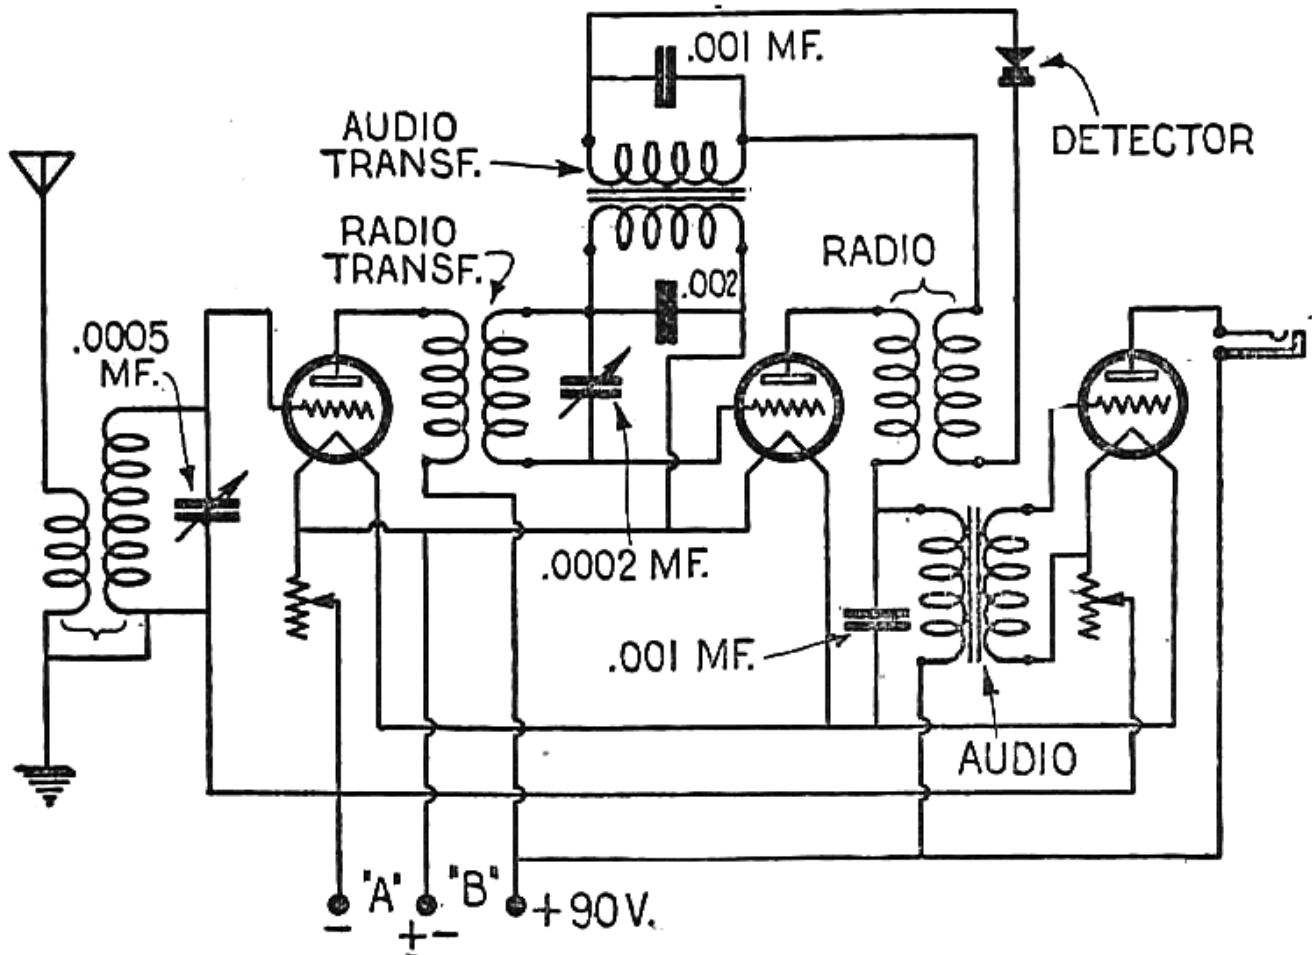 .001 MF.
DETECTOR
AUDIO
TRANSF.
RADIO
TRANSF.
RADIO
.002
.0005
MF.
.0002 MF.
.001 MF.
AUDIO
"A" "B" +90V.
- +-